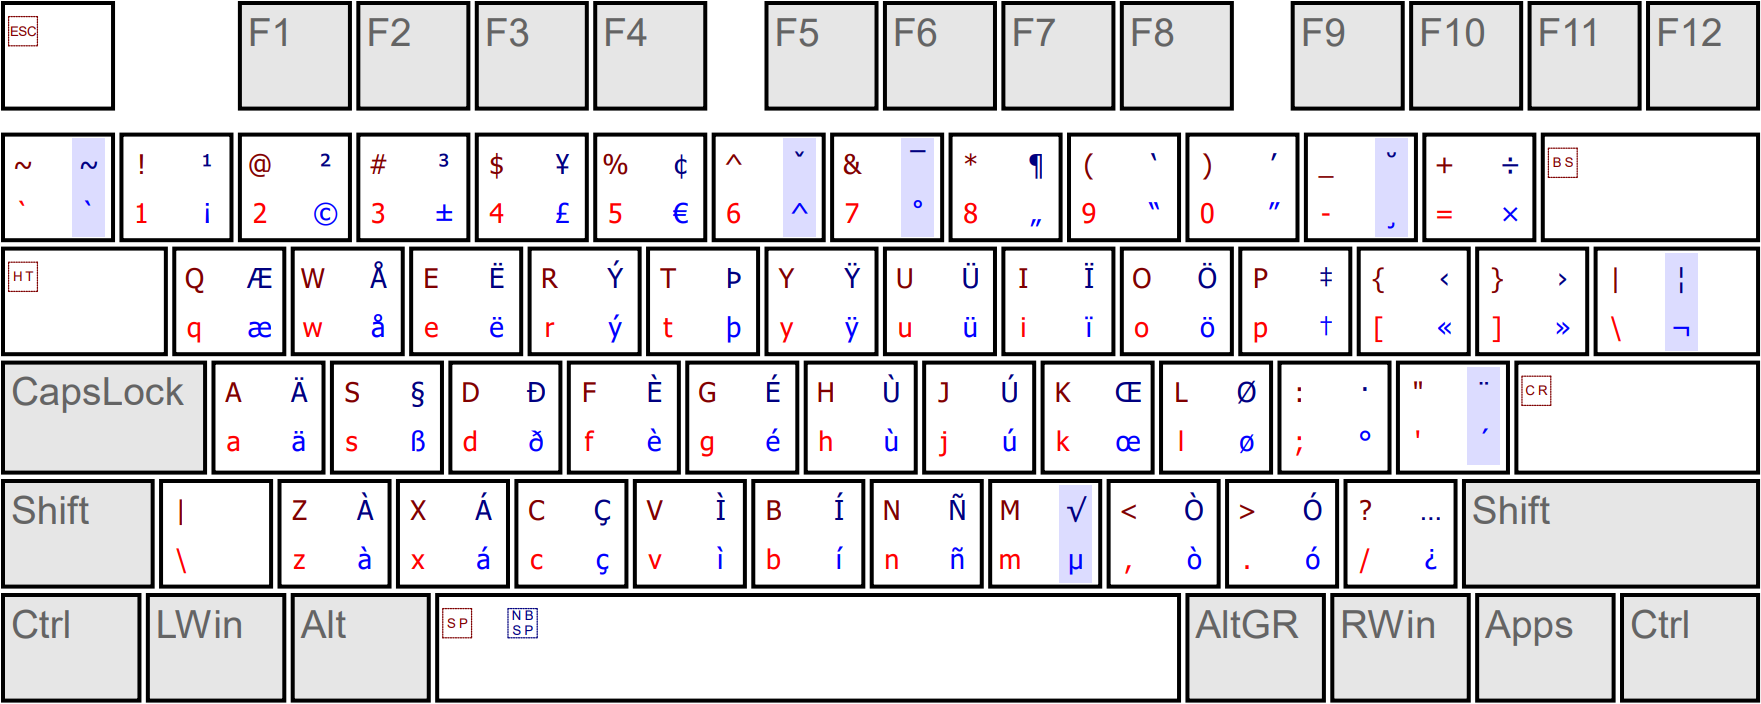 ESC F1 F2 F3 F4 F5 F6 F7 F8 F9 F10 F11 F12
~ ~ ! ¹ @ ² # ³ $ ¥ % ¢ ^ ˇ & ¯ * ¶ ( ‘ ) ’ _ ˘ + ÷ BS
` ` 1 ¡ 2 © 3 ± 4 £ 5 € 6 ^ 7 ° 8 „ 9 “ 0 ” - ¸ = ×
HT Q Æ W Å E Ë R Ý T Þ Y Ÿ U Ü I Ï O Ö P ‡ { ‹ } › | ¦
q æ w å e ë r ý t þ y ÿ u ü i ï o ö p † [ « ] » \ ¬
CapsLock A Ä S § D Ð F È G É H Ù J Ú K Œ L Ø : · " ¨ CR
a ä s ß d ð f è g é h ù j ú k œ l ø ; ° ' ´
Shift | Z À X Á C Ç V Ì B Í N Ñ M √ < Ò > Ó ? … Shift
\ z à x á c ç v ì b í n ñ m µ , ò . ó / ¿
Ctrl LWin Alt SP NB AltGR RWin Apps Ctrl
SP